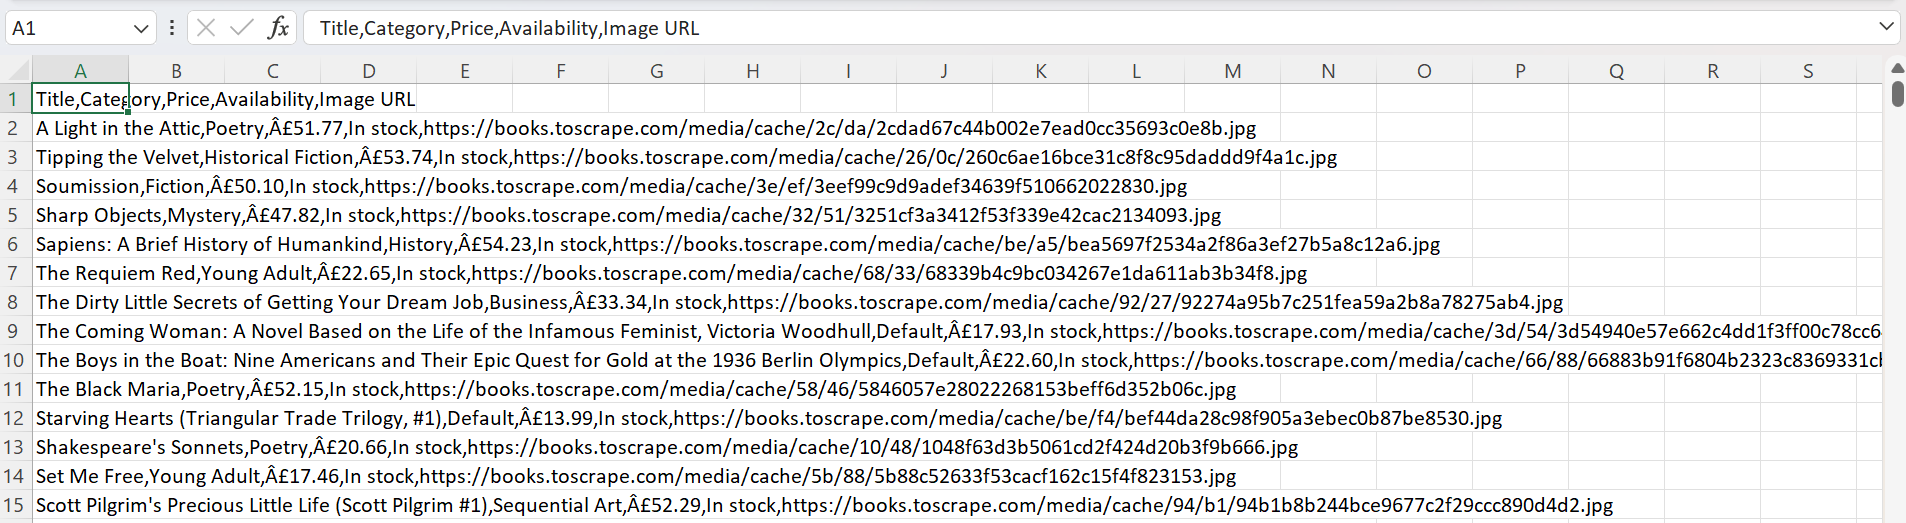 A1 fx Title,Category,Price,Availability,Image URL
A B C D E F G H I J K L M N O P Q R S
1 Title,Category,Price,Availability,Image URL
2 A Light in the Attic,Poetry,Â£51.77,In stock,https://books.toscrape.com/media/cache/2c/da/2cdad67c44b002e7ead0cc35693c0e8b.jpg
3 Tipping the Velvet,Historical Fiction,Â£53.74,In stock,https://books.toscrape.com/media/cache/26/0c/260c6ae16bce31c8f8c95daddd9f4a1c.jpg
4 Soumission,Fiction,Â£50.10,In stock,https://books.toscrape.com/media/cache/3e/ef/3eef99c9d9adef34639f510662022830.jpg
5 Sharp Objects,Mystery,Â£47.82,In stock,https://books.toscrape.com/media/cache/32/51/3251cf3a3412f53f339e42cac2134093.jpg
6 Sapiens: A Brief History of Humankind,History,Â£54.23,In stock,https://books.toscrape.com/media/cache/be/a5/bea5697f2534a2f86a3ef27b5a8c12a6.jpg
7 The Requiem Red,Young Adult,Â£22.65,In stock,https://books.toscrape.com/media/cache/68/33/68339b4c9bc034267e1da611ab3b34f8.jpg
8 The Dirty Little Secrets of Getting Your Dream Job,Business,Â£33.34,In stock,https://books.toscrape.com/media/cache/92/27/92274a95b7c251fea59a2b8a78275ab4.jpg
9 The Coming Woman: A Novel Based on the Life of the Infamous Feminist, Victoria Woodhull,Default,Â£17.93,In stock,https://books.toscrape.com/media/cache/3d/54/3d54940e57e662c4dd1f3ff00c78cc6
10 The Boys in the Boat: Nine Americans and Their Epic Quest for Gold at the 1936 Berlin Olympics,Default,Â£22.60,In stock,https://books.toscrape.com/media/cache/66/88/66883b91f6804b2323c8369331cb
11 The Black Maria,Poetry,Â£52.15,In stock,https://books.toscrape.com/media/cache/58/46/5846057e28022268153beff6d352b06c.jpg
12 Starving Hearts (Triangular Trade Trilogy, #1),Default,Â£13.99,In stock,https://books.toscrape.com/media/cache/be/f4/bef44da28c98f905a3ebec0b87be8530.jpg
13 Shakespeare's Sonnets,Poetry,Â£20.66,In stock,https://books.toscrape.com/media/cache/10/48/1048f63d3b5061cd2f424d20b3f9b666.jpg
14 Set Me Free,Young Adult,Â£17.46,In stock,https://books.toscrape.com/media/cache/5b/88/5b88c52633f53cacf162c15f4f823153.jpg
15 Scott Pilgrim's Precious Little Life (Scott Pilgrim #1),Sequential Art,Â£52.29,In stock,https://books.toscrape.com/media/cache/94/b1/94b1b8b244bce9677c2f29ccc890d4d2.jpg